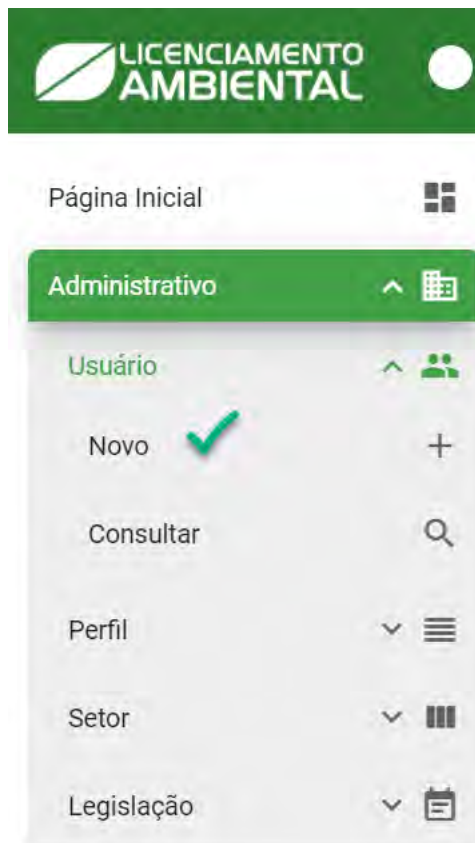 LICENCIAMENTO
AMBIENTAL
Página Inicial
Administrativo
Usuário
Novo
Consultar
Perfil
Setor
Legislação